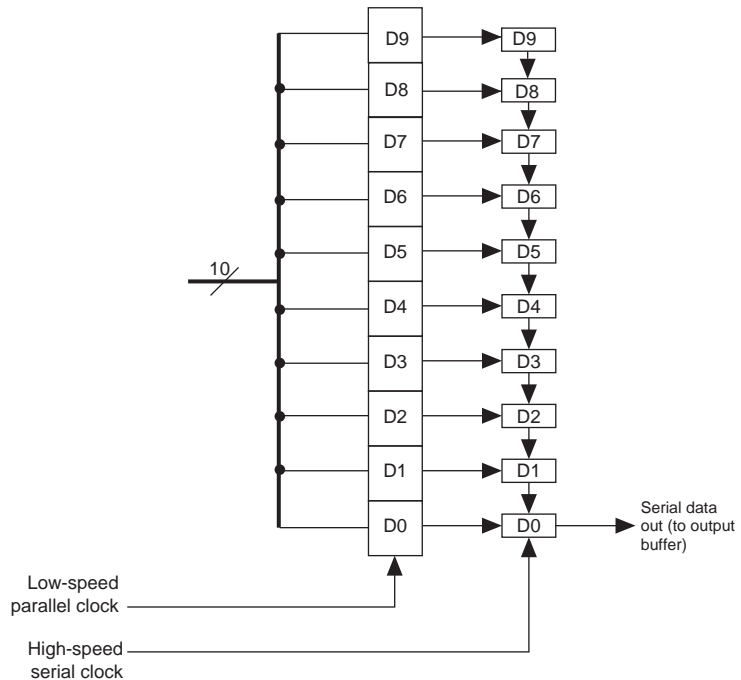 D9 D9
D8 D8
D7 D7
D6 D6
10
D5 D5
D4 D4
D3 D3
D2 D2
D1 D1
D0 D0
Serial data
out (to output
buffer)
Low-speed
parallel clock
High-speed
serial clock